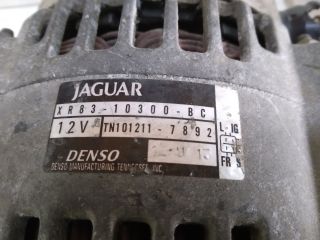 JAGUAR
XR83-10300-BC
12V TN101211-7892
L IG
DENSO
FR S
DENSO MANUFACTURING TENNESSEE, INC.